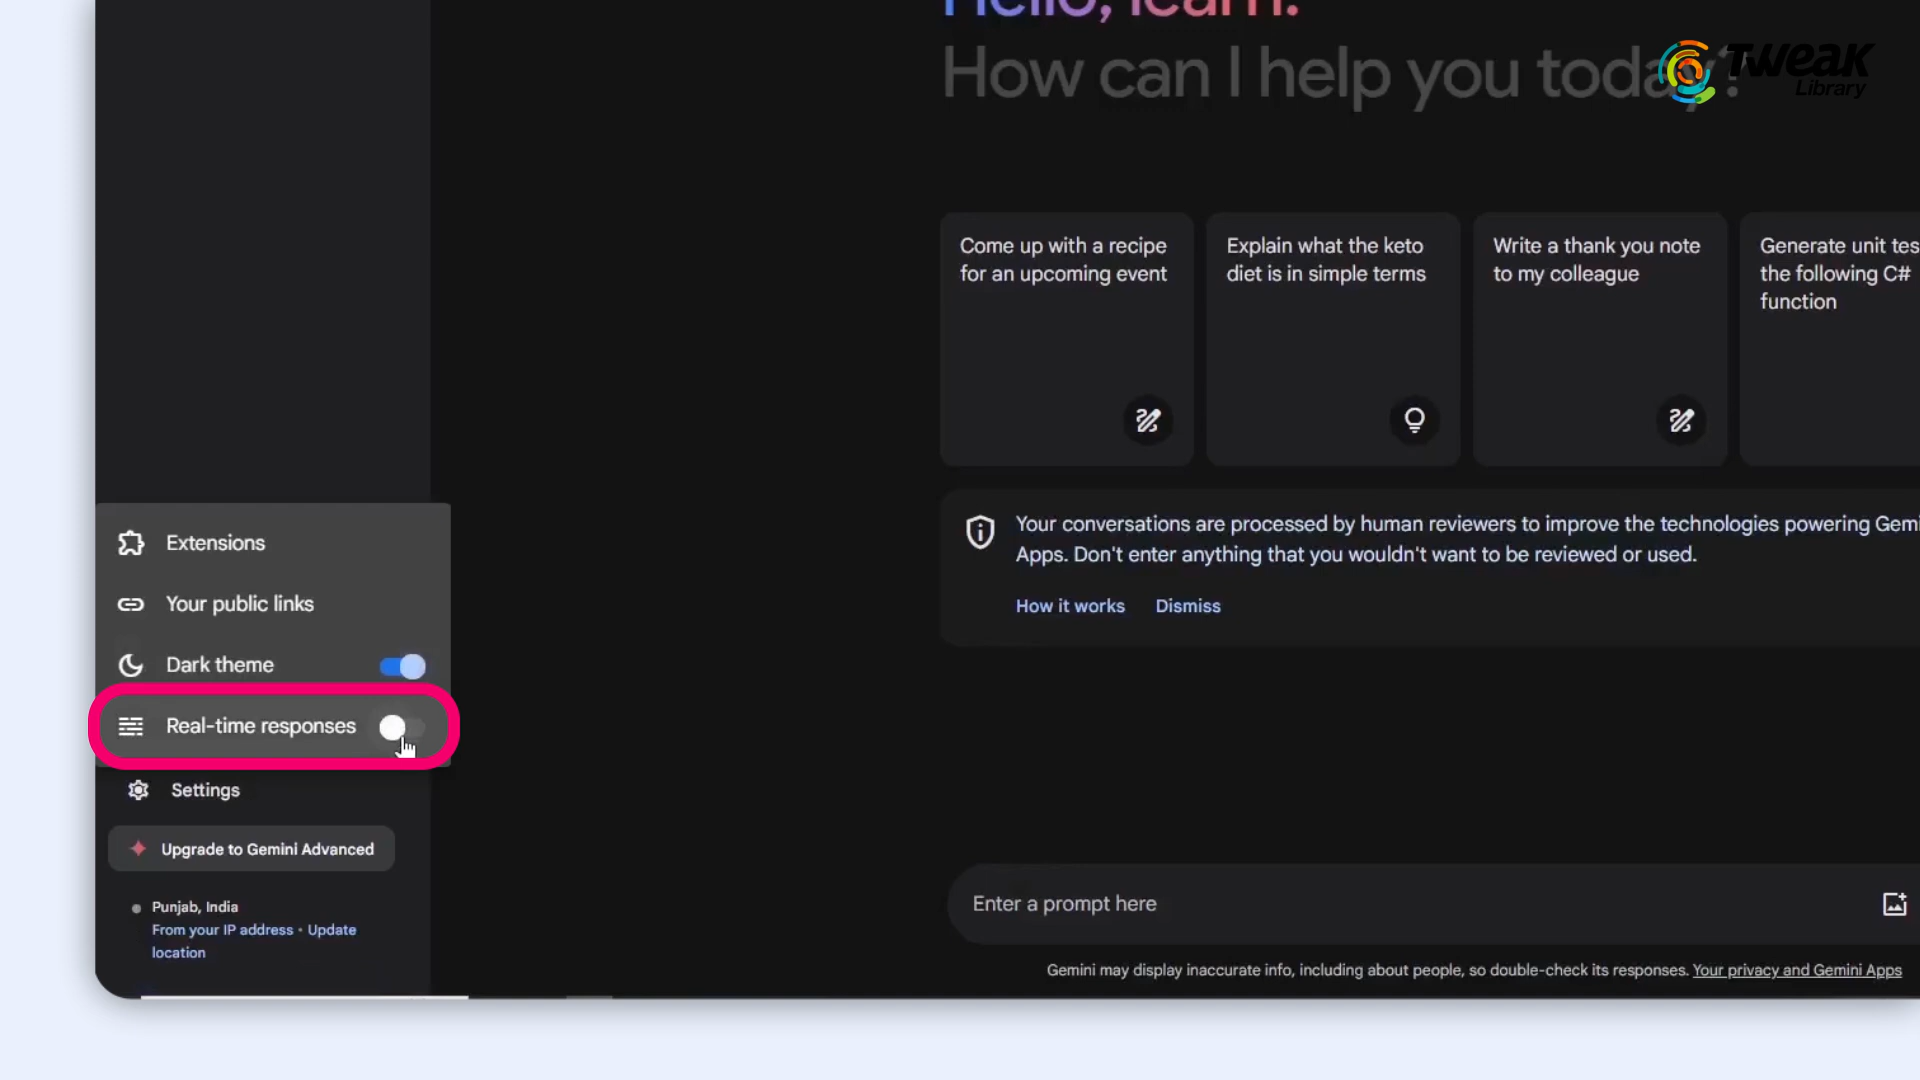 Hello, learn.
How can I help you today?
Tweak
Library
Come up with a recipe
for an upcoming event
Explain what the keto
diet is in simple terms
Write a thank you note
to my colleague
Generate unit tes
the following C#
function
Extensions
Your public links
Dark theme
Real-time responses
Settings
Upgrade to Gemini Advanced
Punjab, India
From your IP address • Update
location
Your conversations are processed by human reviewers to improve the technologies powering Gemi
Apps. Don't enter anything that you wouldn't want to be reviewed or used.
How it works Dismiss
Enter a prompt here
Gemini may display inaccurate info, including about people, so double-check its responses. Your privacy and Gemini Apps